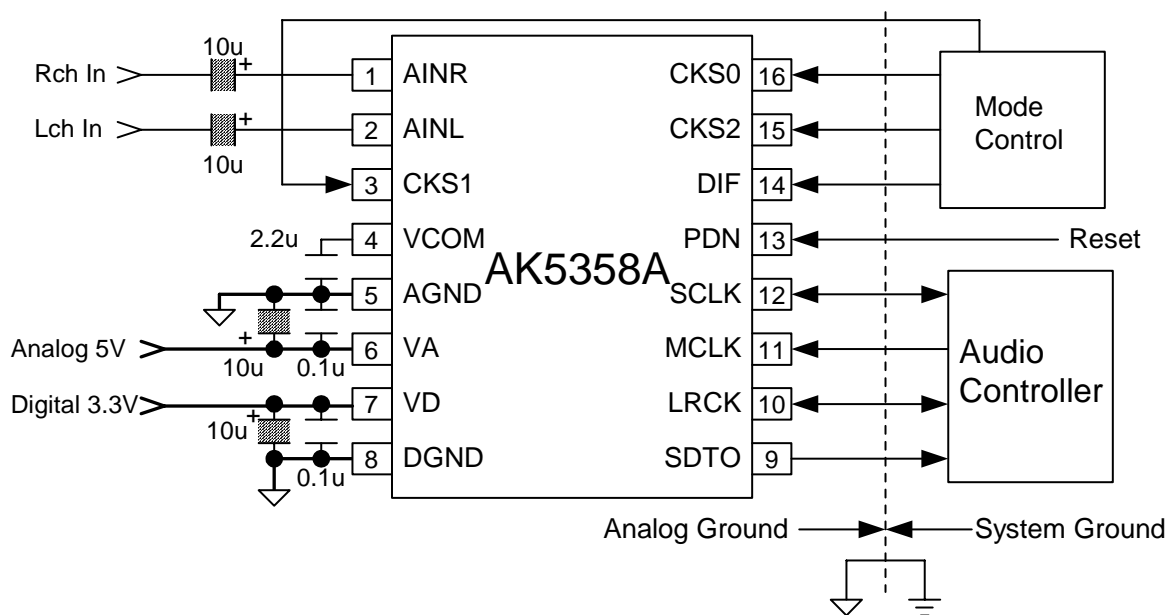 10u
+
Rch In
1
AINR
CKS0
16
Mode
Control
Lch In
+
10u
2
AINL
CKS2
15
3
CKS1
DIF
14
2.2u
4
VCOM
PDN
13
Reset
AK5358A
5
AGND
SCLK
12
+
Analog 5V
10u
0.1u
6
VA
MCLK
11
Audio
Controller
Digital 3.3V
10u
+
7
VD
LRCK
10
0.1u
8
DGND
SDTO
9
Analog Ground
System Ground